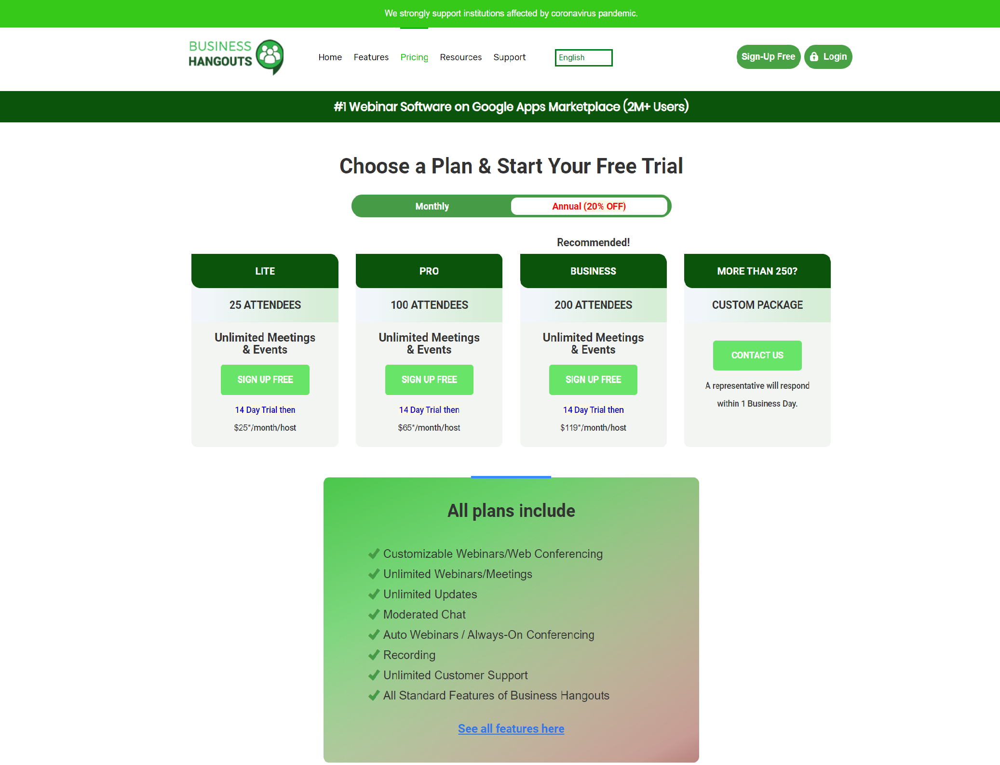 We strongly support institutions affected by coronavirus pandemic.
BUSINESS
HANGOUTS
Home Features Pricing Resources Support
English
Sign-Up Free
Login
#1 Webinar Software on Google Apps Marketplace (2M+ Users)
Choose a Plan & Start Your Free Trial
Monthly
Annual (20% OFF)
LITE
25 ATTENDEES
Unlimited Meetings
& Events
SIGN UP FREE
14 Day Trial then
$25*/month/host
PRO
100 ATTENDEES
Unlimited Meetings
& Events
SIGN UP FREE
14 Day Trial then
$65*/month/host
Recommended!
BUSINESS
200 ATTENDEES
Unlimited Meetings
& Events
SIGN UP FREE
14 Day Trial then
$119*/month/host
MORE THAN 250?
CUSTOM PACKAGE
CONTACT US
A representative will respond
within 1 Business Day.
All plans include
Customizable Webinars/Web Conferencing
Unlimited Webinars/Meetings
Unlimited Updates
Moderated Chat
Auto Webinars / Always-On Conferencing
Recording
Unlimited Customer Support
All Standard Features of Business Hangouts
See all features here